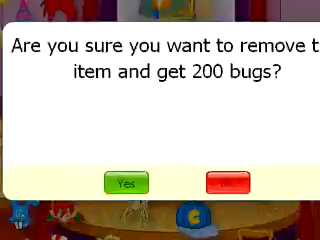 Are you sure you want to remove t
item and get 200 bugs?
Yes